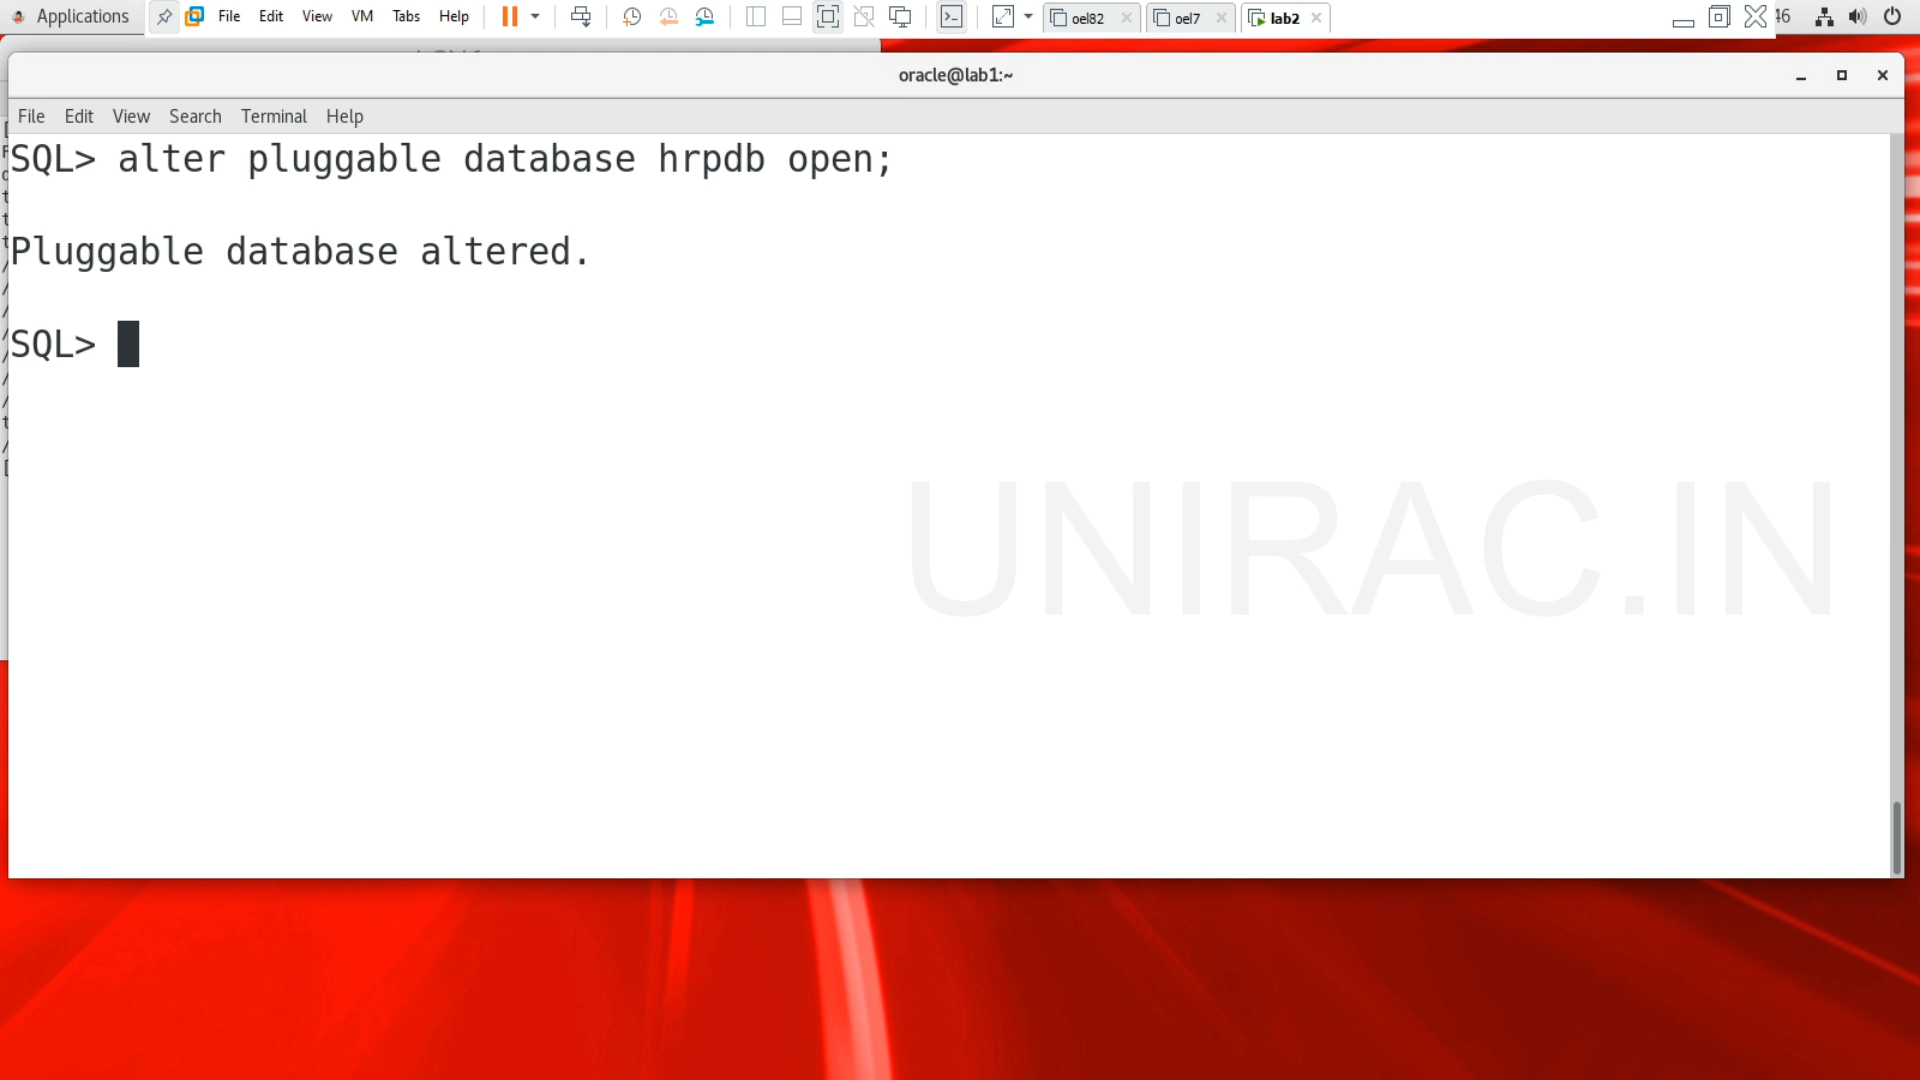 Applications File Edit View VM Tabs Help oel82 oel7 lab2 46
oracle@lab1:~
File Edit View Search Terminal Help
SQL> alter pluggable database hrpdb open;
Pluggable database altered.
SQL>
UNIRAC.IN